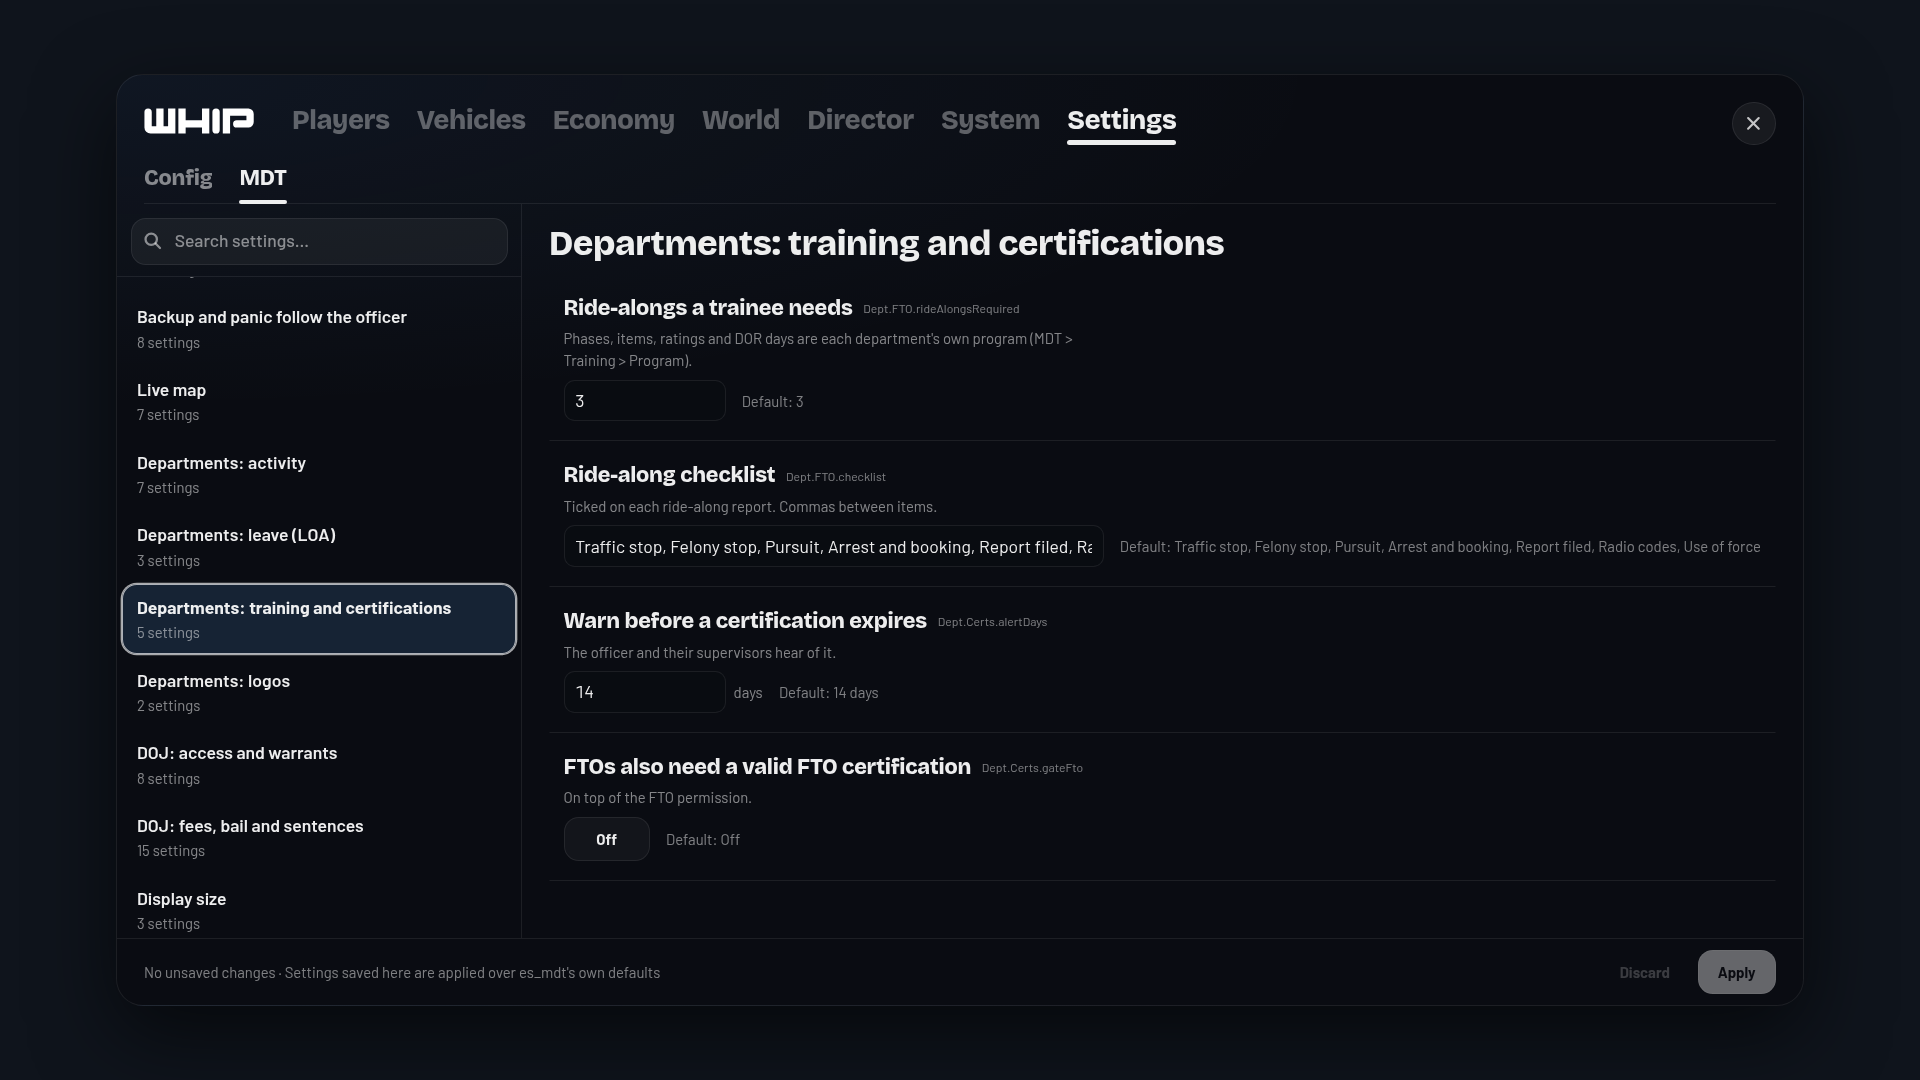 WHIP
Players
Vehicles
Economy
World
Director
System
Settings
Config
MDT
Search settings...
Backup and panic follow the officer
8 settings
Live map
7 settings
Departments: activity
7 settings
Departments: leave (LOA)
3 settings
Departments: training and certifications
5 settings
Departments: logos
2 settings
DOJ: access and warrants
8 settings
DOJ: fees, bail and sentences
15 settings
Display size
3 settings
Departments: training and certifications
Ride-alongs a trainee needs Dept.FTO.rideAlongsRequired
Phases, items, ratings and DOR days are each department's own program (MDT >
Training > Program).
3 Default: 3
Ride-along checklist Dept.FTO.checklist
Ticked on each ride-along report. Commas between items.
Traffic stop, Felony stop, Pursuit, Arrest and booking, Report filed, Ra Default: Traffic stop, Felony stop, Pursuit, Arrest and booking, Report filed, Radio codes, Use of force
Warn before a certification expires Dept.Certs.alertDays
The officer and their supervisors hear of it.
14 days Default: 14 days
FTOs also need a valid FTO certification Dept.Certs.gateFto
On top of the FTO permission.
Off Default: Off
No unsaved changes · Settings saved here are applied over es_mdt's own defaults
Discard
Apply